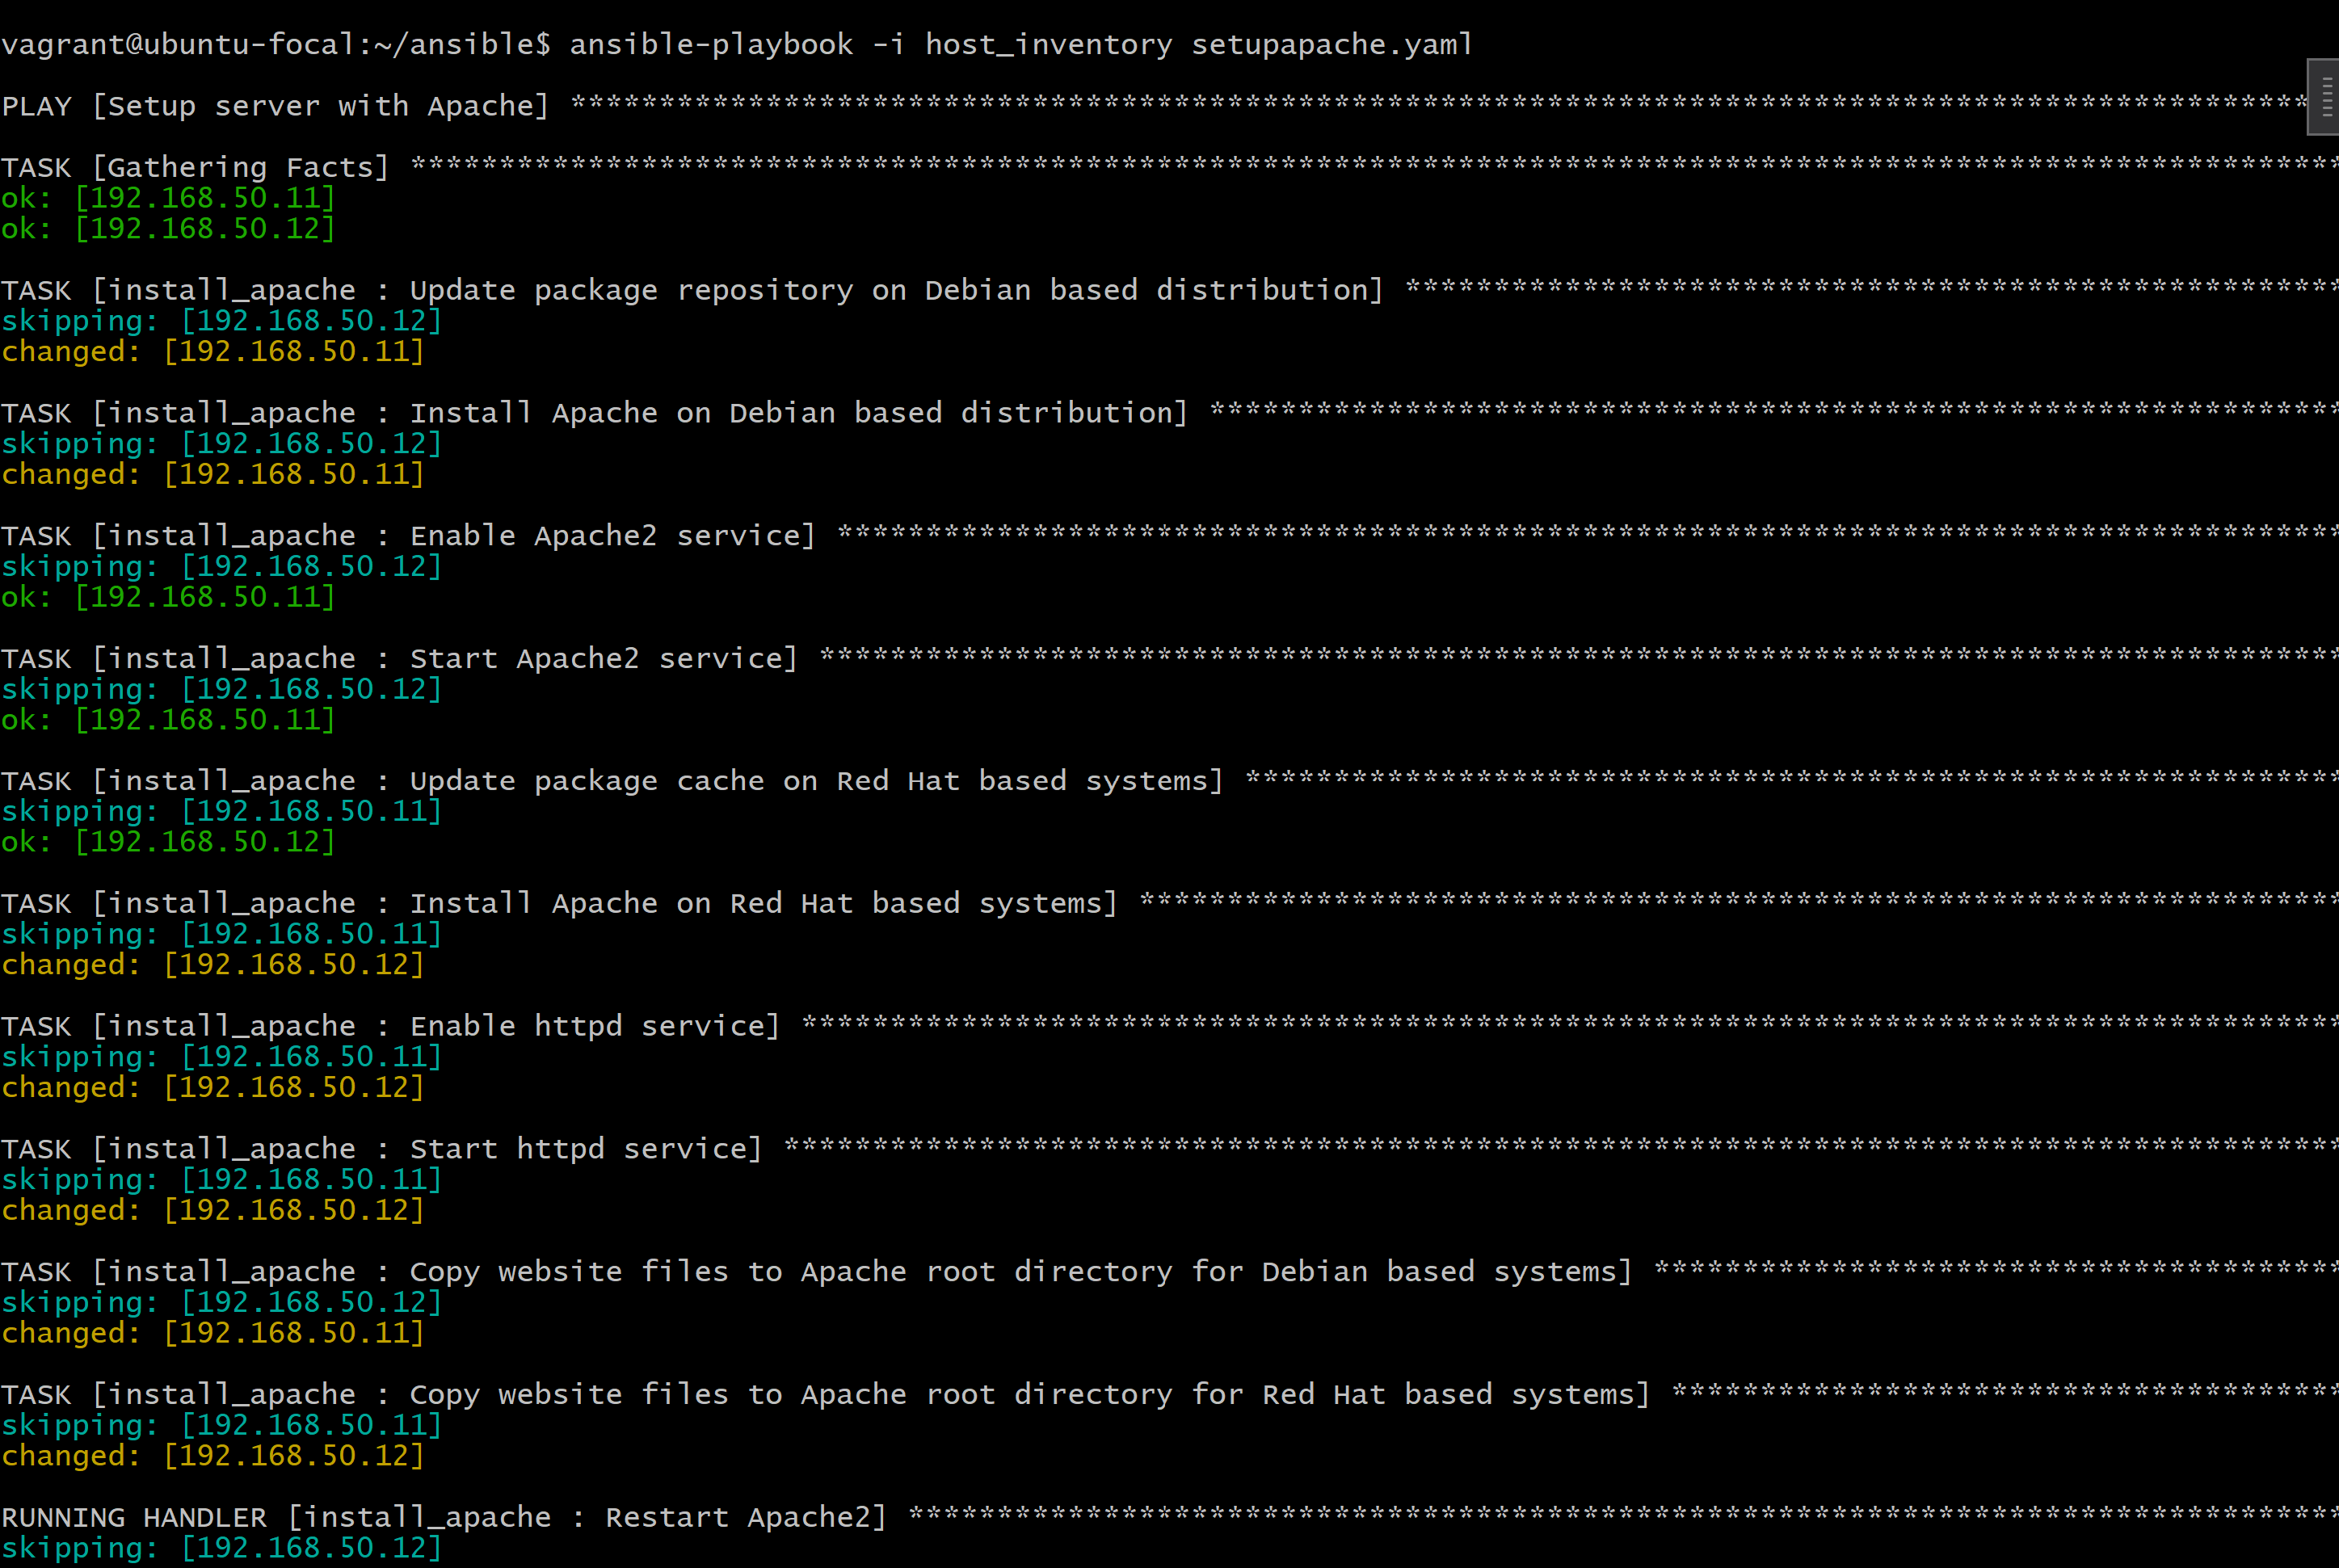 vagrant@ubuntu-focal:~/ansible$ ansible-playbook -i host_inventory setupapache.yaml
PLAY [Setup server with Apache] **************************************************************************************************
TASK [Gathering Facts] *************************************************************************************************************
ok: [192.168.50.11]
ok: [192.168.50.12]
TASK [install_apache : Update package repository on Debian based distribution] *****************************************************
skipping: [192.168.50.12]
changed: [192.168.50.11]
TASK [install_apache : Install Apache on Debian based distribution] ****************************************************************
skipping: [192.168.50.12]
changed: [192.168.50.11]
TASK [install_apache : Enable Apache2 service] *************************************************************************************
skipping: [192.168.50.12]
ok: [192.168.50.11]
TASK [install_apache : Start Apache2 service] **************************************************************************************
skipping: [192.168.50.12]
ok: [192.168.50.11]
TASK [install_apache : Update package cache on Red Hat based systems] **************************************************************
skipping: [192.168.50.11]
ok: [192.168.50.12]
TASK [install_apache : Install Apache on Red Hat based systems] ********************************************************************
skipping: [192.168.50.11]
changed: [192.168.50.12]
TASK [install_apache : Enable httpd service] ***************************************************************************************
skipping: [192.168.50.11]
changed: [192.168.50.12]
TASK [install_apache : Start httpd service] ****************************************************************************************
skipping: [192.168.50.11]
changed: [192.168.50.12]
TASK [install_apache : Copy website files to Apache root directory for Debian based systems] ***************************************
skipping: [192.168.50.12]
changed: [192.168.50.11]
TASK [install_apache : Copy website files to Apache root directory for Red Hat based systems] **************************************
skipping: [192.168.50.11]
changed: [192.168.50.12]
RUNNING HANDLER [install_apache : Restart Apache2] *********************************************************************************
skipping: [192.168.50.12]